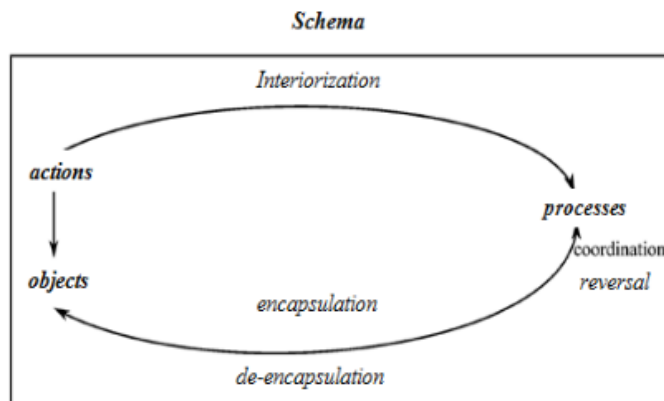 Schema
Interiorization
actions
processes
coordination
objects
reversal
encapsulation
de-encapsulation